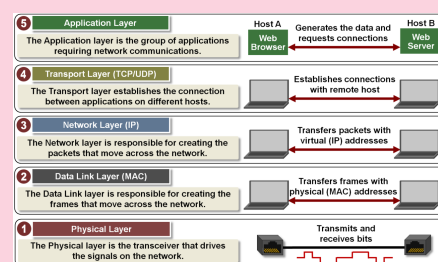 5 Application Layer
The Application layer is the group of applications
requiring network communications.
Host A
Web
Browser
Generates the data and
requests connections
Host B
Web
Server
4 Transport Layer (TCP/UDP)
The Transport layer establishes the connection
between applications on different hosts.
Establishes connections
with remote host
3 Network Layer (IP)
The Network layer is responsible for creating the
packets that move across the network.
Transfers packets with
virtual (IP) addresses
2 Data Link Layer (MAC)
The Data Link layer is responsible for creating the
frames that move across the network.
Transfers frames with
physical (MAC) addresses
1 Physical Layer
The Physical layer is the transceiver that drives
the signals on the network.
Transmits and
receives bits